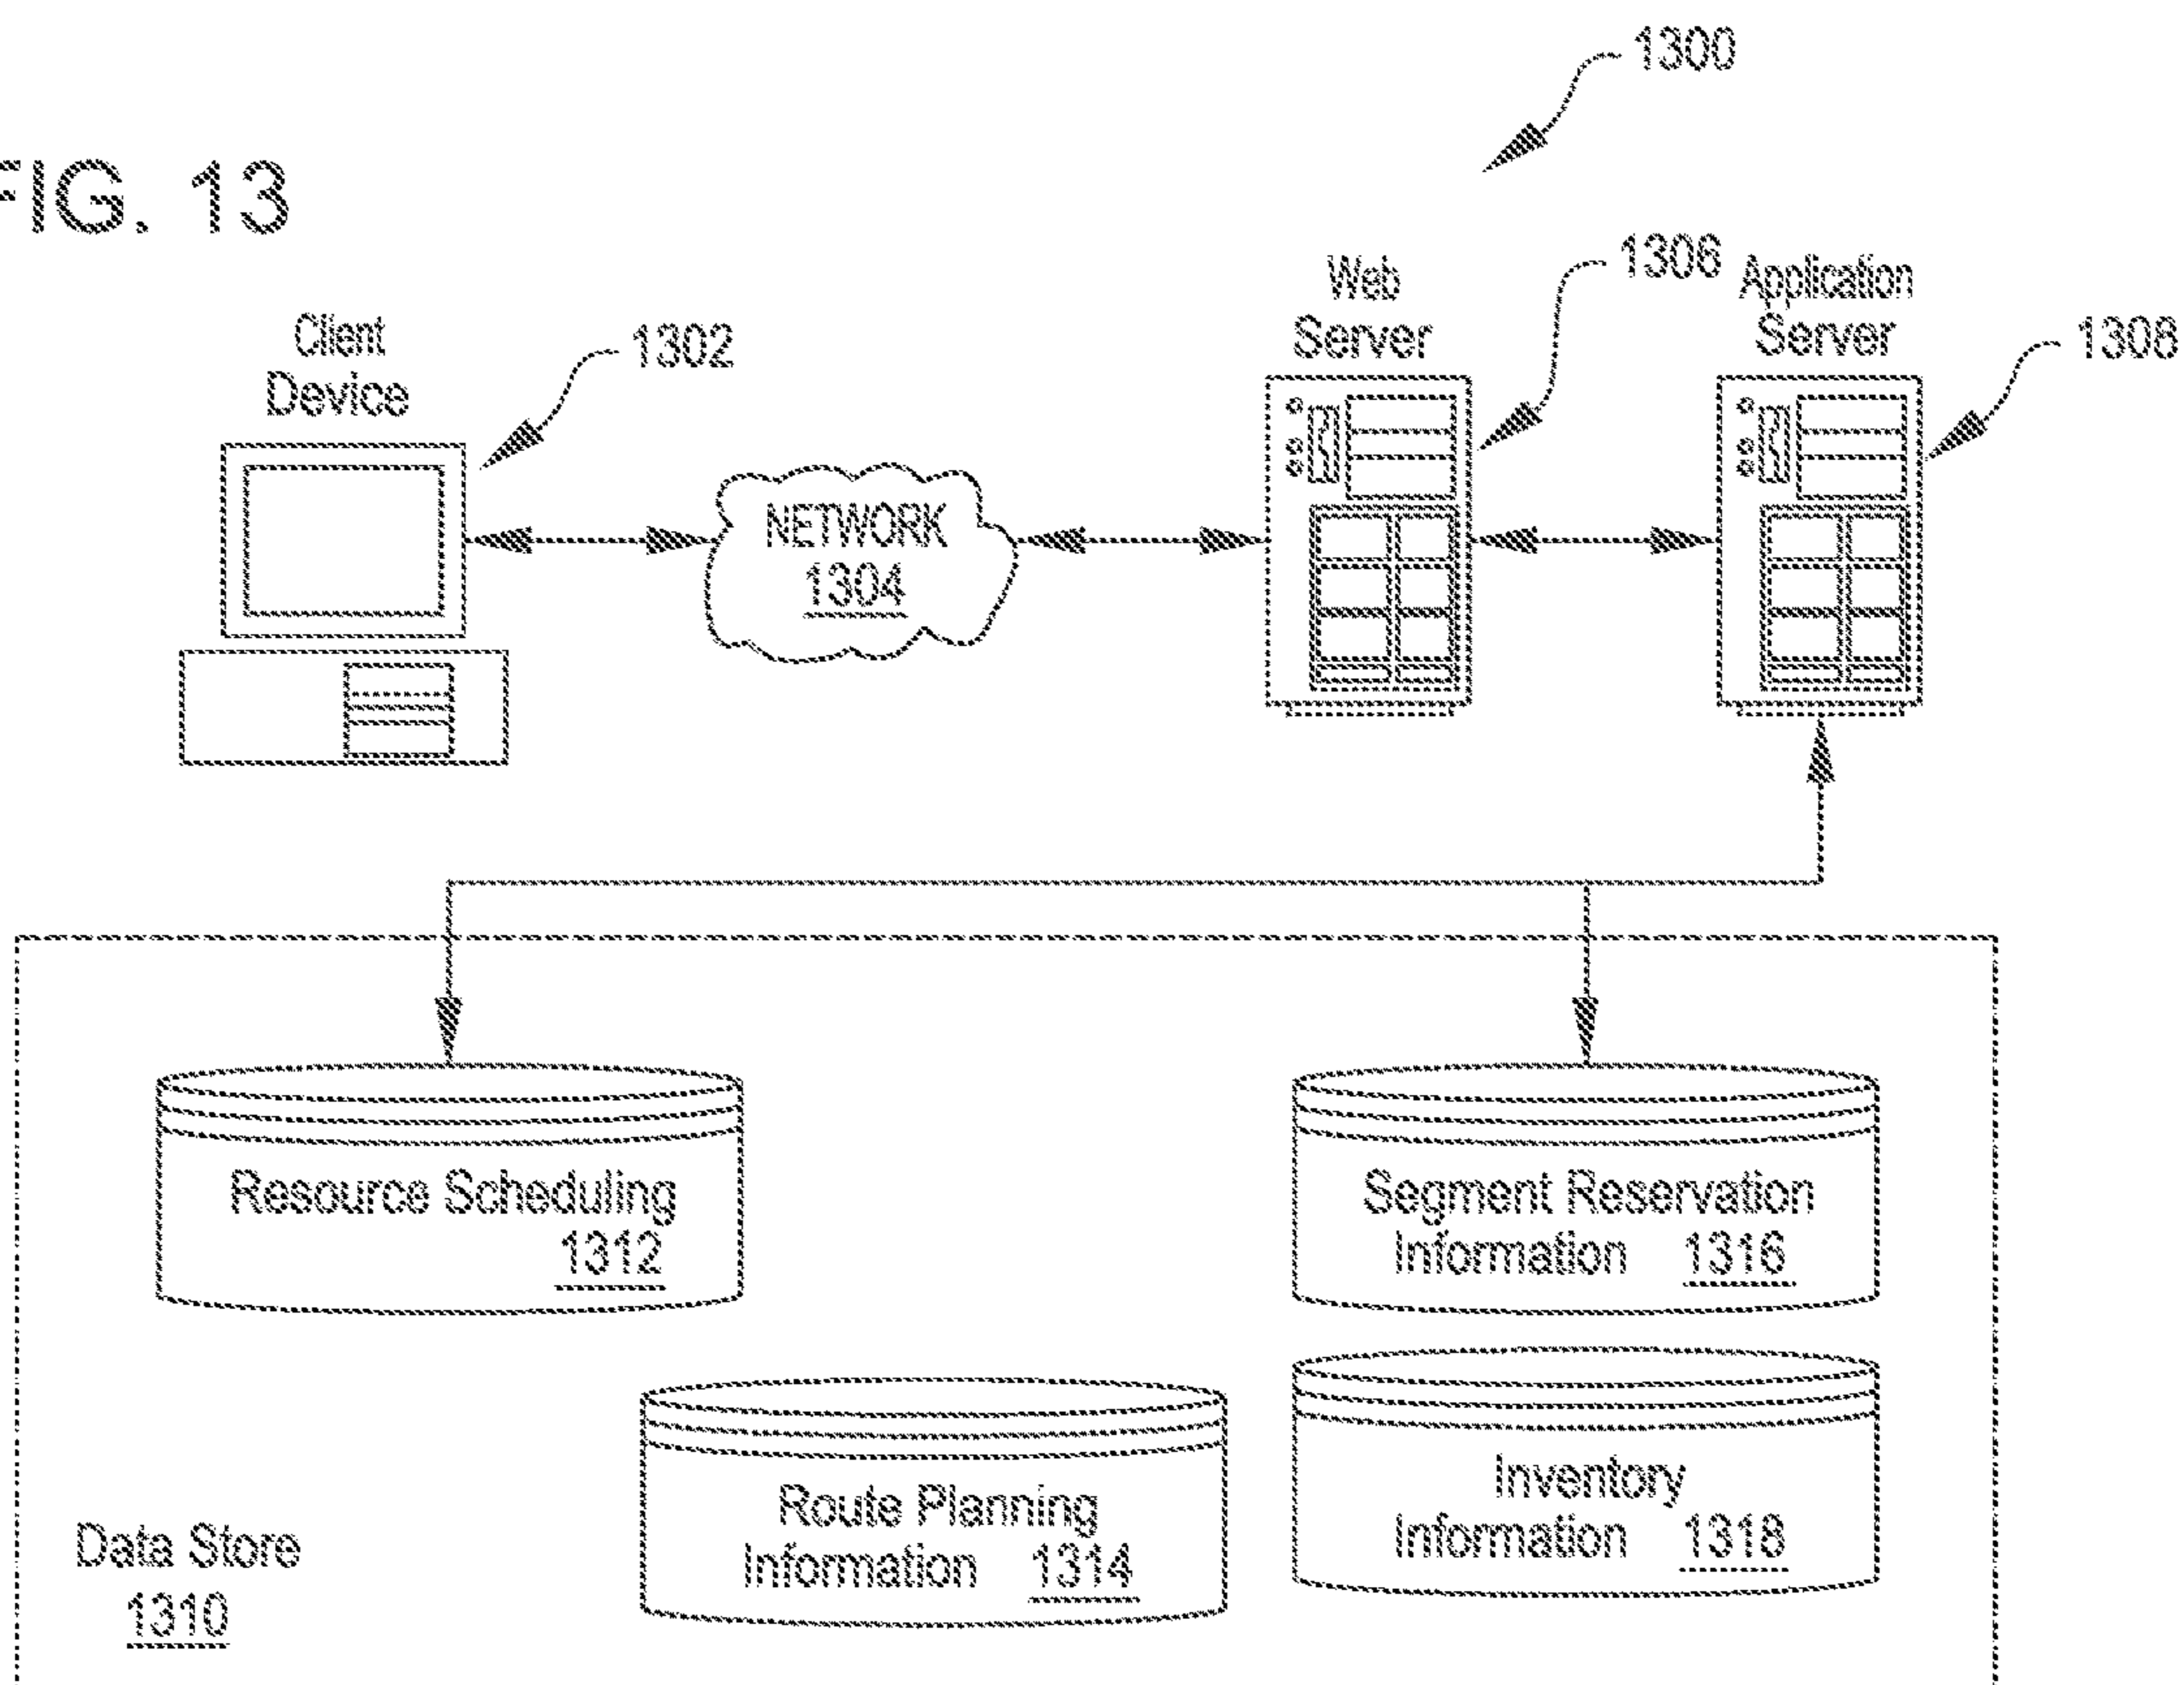 1300
FIG. 13
Web
Server
1306
Application
Server
1308
Client
Device
1302
NETWORK
1304
Resource Scheduling
1312
Segment Reservation
Information 1316
Route Planning
Information 1314
Inventory
Information 1318
Data Store
1310